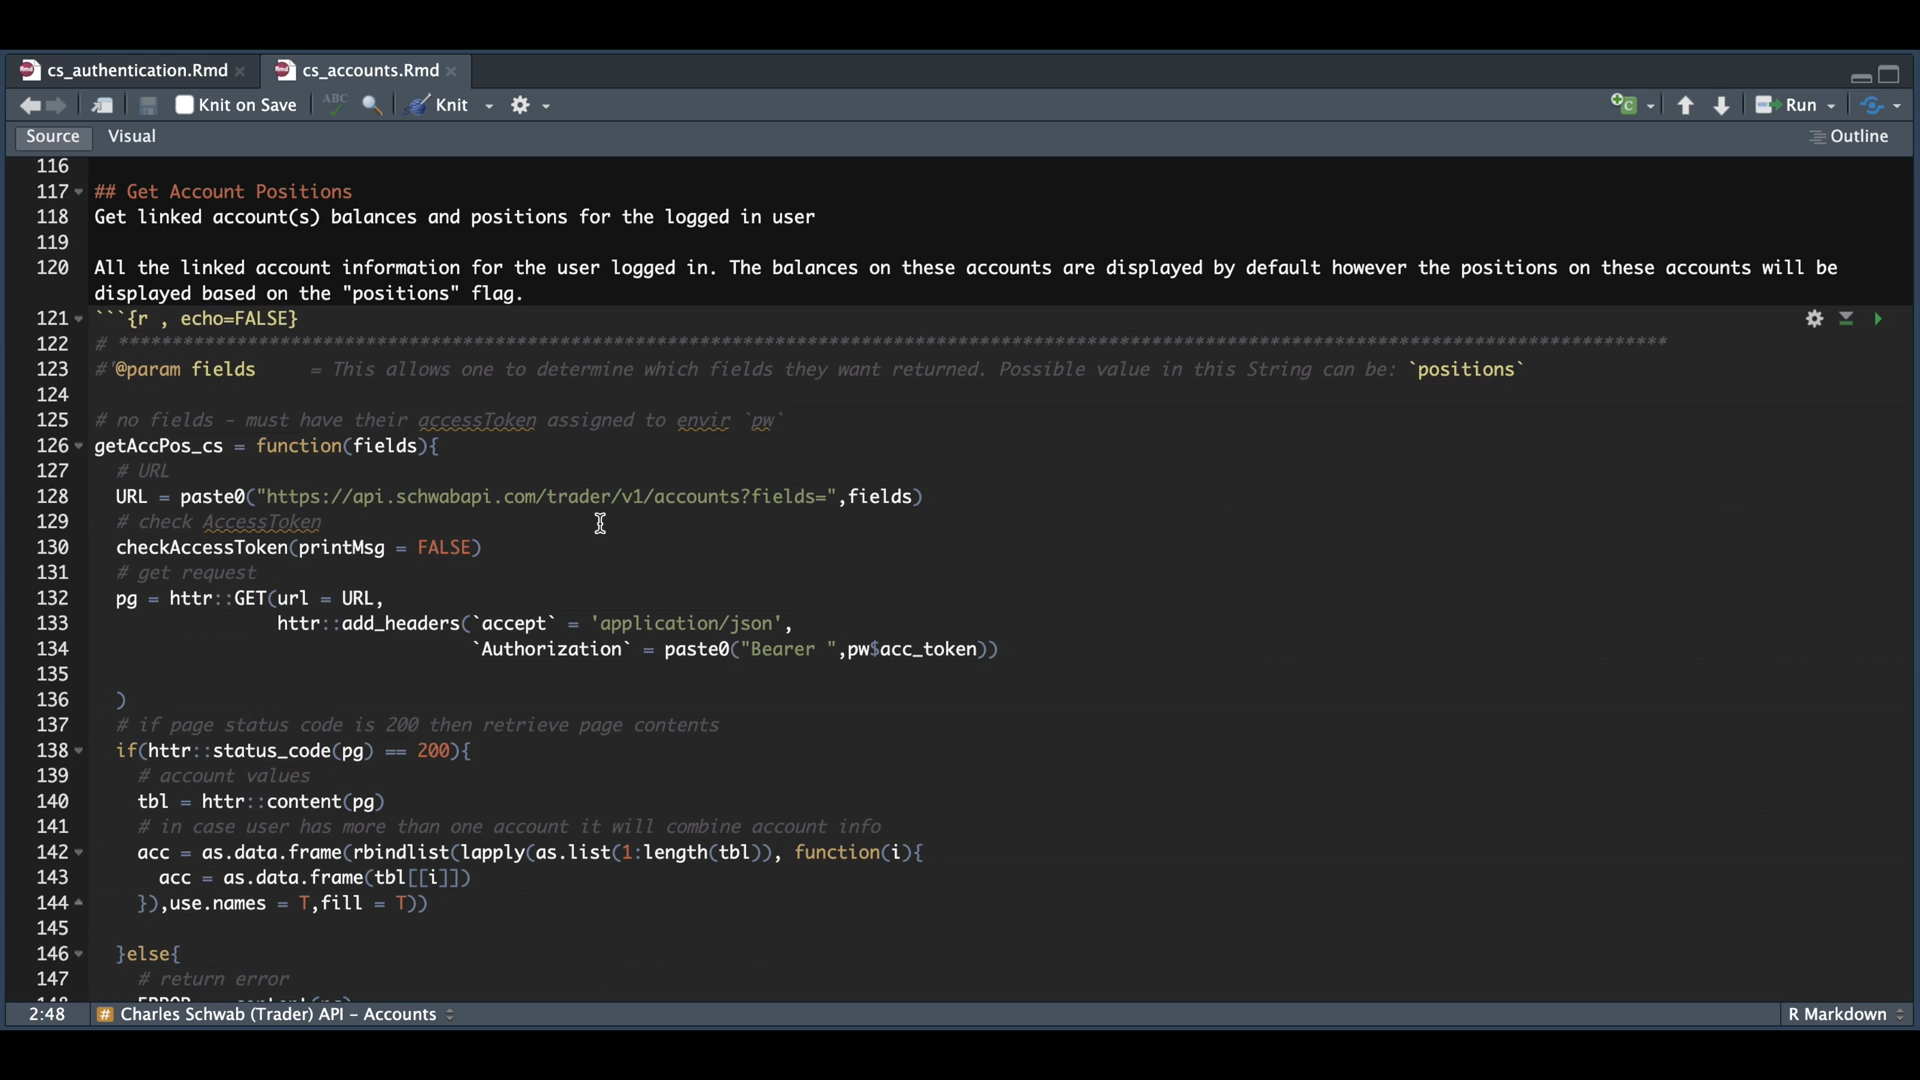 cs_authentication.Rmd
cs_accounts.Rmd
Knit on Save
ABC
Knit
Run
Source
Visual
Outline
116
117 ## Get Account Positions
118 Get linked account(s) balances and positions for the logged in user
119
120 All the linked account information for the user logged in. The balances on these accounts are displayed by default however the positions on these accounts will be
displayed based on the "positions" flag.
121 ```{r , echo=FALSE}
122 # *************************************************************************************************************************************************
123 #'@param fields     = This allows one to determine which fields they want returned. Possible value in this String can be: `positions`
124
125 # no fields - must have their accessToken assigned to envir `pw`
126 getAccPos_cs = function(fields){
127   # URL
128   URL = paste0("https://api.schwabapi.com/trader/v1/accounts?fields=",fields)
129   # check AccessToken
130   checkAccessToken(printMsg = FALSE)
131   # get request
132   pg = httr::GET(url = URL,
133                  httr::add_headers(`accept` = 'application/json',
134                                    `Authorization` = paste0("Bearer ",pw$acc_token))
135
136   )
137   # if page status code is 200 then retrieve page contents
138   if(httr::status_code(pg) == 200){
139     # account values
140     tbl = httr::content(pg)
141     # in case user has more than one account it will combine account info
142     acc = as.data.frame(rbindlist(lapply(as.list(1:length(tbl)), function(i){
143       acc = as.data.frame(tbl[[i]])
144     }),use.names = T,fill = T))
145
146   }else{
147     # return error
2:48
# Charles Schwab (Trader) API - Accounts
R Markdown